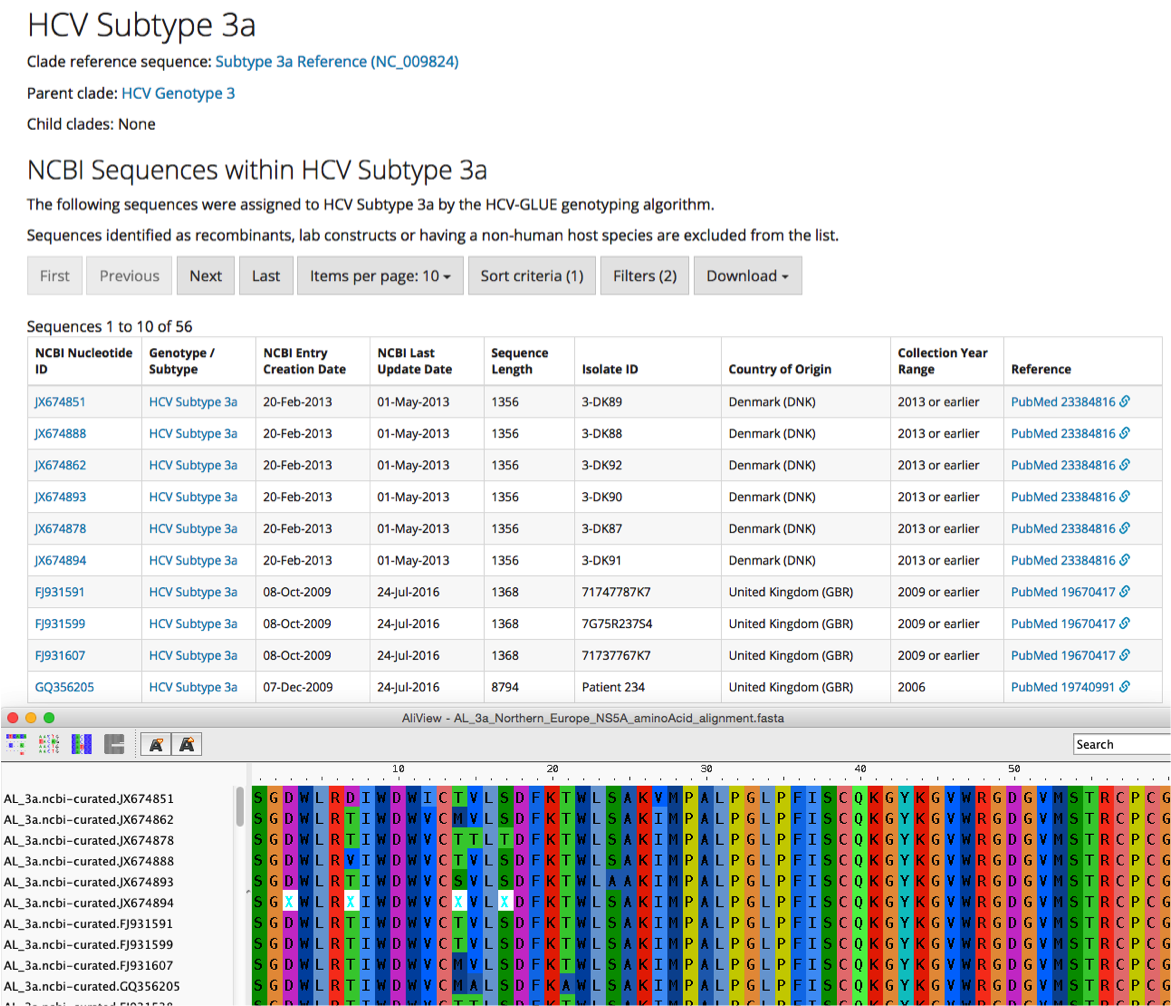 HCV Subtype 3a
Clade reference sequence: Subtype 3a Reference (NC_009824)
Parent clade: HCV Genotype 3
Child clades: None
NCBI Sequences within HCV Subtype 3a
The following sequences were assigned to HCV Subtype 3a by the HCV-GLUE genotyping algorithm.
Sequences identified as recombinants, lab constructs or having a non-human host species are excluded from the list.
First Previous Next Last Items per page: 10 Sort criteria (1) Filters (2) Download
Sequences 1 to 10 of 56
NCBI Nucleotide ID Genotype / Subtype NCBI Entry Creation Date NCBI Last Update Date Sequence Length Isolate ID Country of Origin Collection Year Range Reference
JX674851 HCV Subtype 3a 20-Feb-2013 01-May-2013 1356 3-DK89 Denmark (DNK) 2013 or earlier PubMed 23384816
JX674888 HCV Subtype 3a 20-Feb-2013 01-May-2013 1356 3-DK88 Denmark (DNK) 2013 or earlier PubMed 23384816
JX674862 HCV Subtype 3a 20-Feb-2013 01-May-2013 1356 3-DK92 Denmark (DNK) 2013 or earlier PubMed 23384816
JX674893 HCV Subtype 3a 20-Feb-2013 01-May-2013 1356 3-DK90 Denmark (DNK) 2013 or earlier PubMed 23384816
JX674878 HCV Subtype 3a 20-Feb-2013 01-May-2013 1356 3-DK87 Denmark (DNK) 2013 or earlier PubMed 23384816
JX674894 HCV Subtype 3a 20-Feb-2013 01-May-2013 1356 3-DK91 Denmark (DNK) 2013 or earlier PubMed 23384816
FJ931591 HCV Subtype 3a 08-Oct-2009 24-Jul-2016 1368 71747787K7 United Kingdom (GBR) 2009 or earlier PubMed 19670417
FJ931599 HCV Subtype 3a 08-Oct-2009 24-Jul-2016 1368 7G75R237S4 United Kingdom (GBR) 2009 or earlier PubMed 19670417
FJ931607 HCV Subtype 3a 08-Oct-2009 24-Jul-2016 1368 71737767K7 United Kingdom (GBR) 2009 or earlier PubMed 19670417
GQ356205 HCV Subtype 3a 07-Dec-2009 24-Jul-2016 8794 Patient 234 United Kingdom (GBR) 2006 PubMed 19740991
AliView - AL_3a_Northern_Europe_NS5A_aminoAcid_alignment.fasta
Search
10 20 30 40 50
AL_3a.ncbi-curated.JX674851 SGDWLRDIWDWICTVLSDFKTWLSAKVMPALPGLPFISCQKGYKGVWRGDGVMSTRCPCG
AL_3a.ncbi-curated.JX674862 SGDWLRTIWDWVCMVLSDFKTWLSAKIMPALPGLPFISCQKGYKGVWRGDGVMSTRCPCG
AL_3a.ncbi-curated.JX674878 SGDWLRTIWDWVCTTLTDFKTWLSAKIMPALPGLPFISCQKGYKGVWRGDGVMSTRCPCG
AL_3a.ncbi-curated.JX674888 SGDWLRVIWDWVCTVLSDFKTWLSAKIMPALPGLPFISCQKGYKGVWRGDGVMSTRCPCG
AL_3a.ncbi-curated.JX674893 SGDWLRTIWDWVCSVLSDFKTWLAAKIMPALPGLPFISCQKGYKGVWRGDGVMSTRCPCG
AL_3a.ncbi-curated.JX674894 SGXWLRXIWDWVCXVLXDFKTWLSAKIMPALPGLPFISCQKGYKGVWRGDGVMSTRCPCG
AL_3a.ncbi-curated.FJ931591 SGDWLRTIWDWVCTVLSDFKTWLSAKIMPALPGLPFISCQKGYKGVWRGDGVMSTRCPCG
AL_3a.ncbi-curated.FJ931599 SGDWLRTIWDWVCTVLSDFKTWLSAKIMPALPGLPFISCQKGYKGVWRGDGVMSTRCPCG
AL_3a.ncbi-curated.FJ931607 SGDWLRTIWDWVCMVLSDFKTWLSAKIMPALPGLPFISCQKGYKGVWRGDGVMSTRCPCG
AL_3a.ncbi-curated.GQ356205 SGDWLRTIWDWVCMALSDFKAWLSAKIMPALPGLPFISCQKGYKGVWRGDGVMSTRCPCG